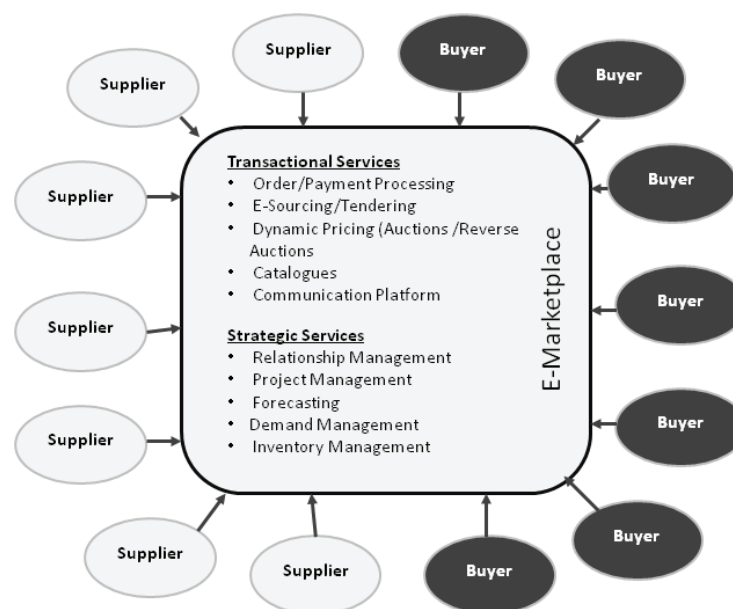 Supplier
Buyer
Supplier
Buyer
Supplier
Buyer
Supplier
Buyer
Supplier
Buyer
Supplier
Buyer
Supplier
Buyer
Supplier
Transactional Services
• Order/Payment Processing
• E-Sourcing/Tendering
• Dynamic Pricing (Auctions /Reverse
Auctions
• Catalogues
• Communication Platform
Strategic Services
• Relationship Management
• Project Management
• Forecasting
• Demand Management
• Inventory Management
E-Marketplace